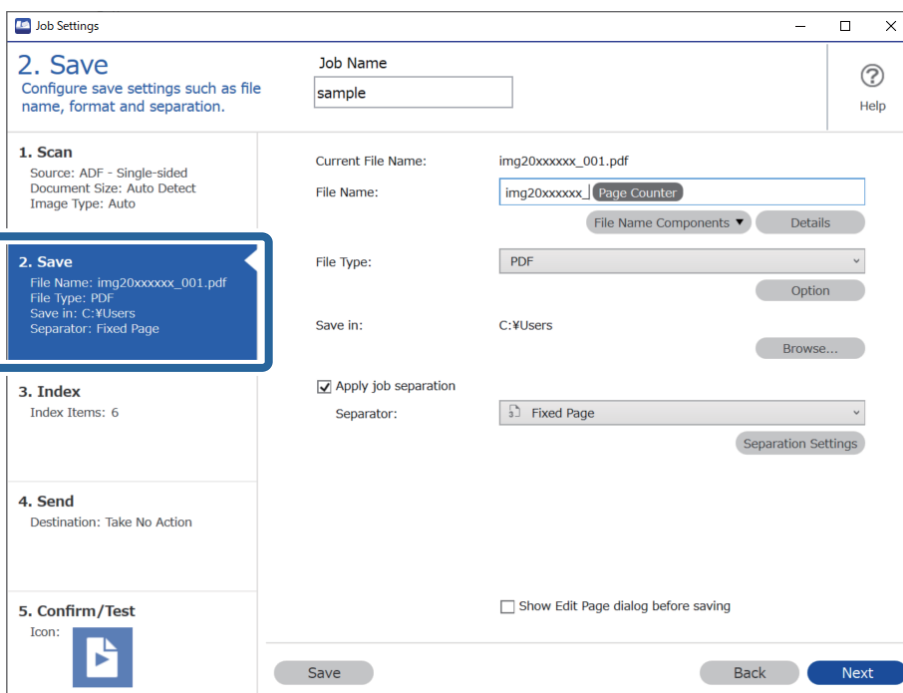 Job Settings
2. Save
Configure save settings such as file
name, format and separation.
Job Name
sample
Help
1. Scan
Source: ADF - Single-sided
Document Size: Auto Detect
Image Type: Auto
2. Save
File Name: img20xxxxxx_001.pdf
File Type: PDF
Save in: C:¥Users
Separator: Fixed Page
3. Index
Index Items: 6
4. Send
Destination: Take No Action
5. Confirm/Test
Icon:
Current File Name: img20xxxxxx_001.pdf
File Name: img20xxxxxx_ Page Counter
File Name Components ▼ Details
File Type: PDF
Option
Save in: C:¥Users
Browse...
Apply job separation
Separator: Fixed Page
Separation Settings
Show Edit Page dialog before saving
Save Back Next